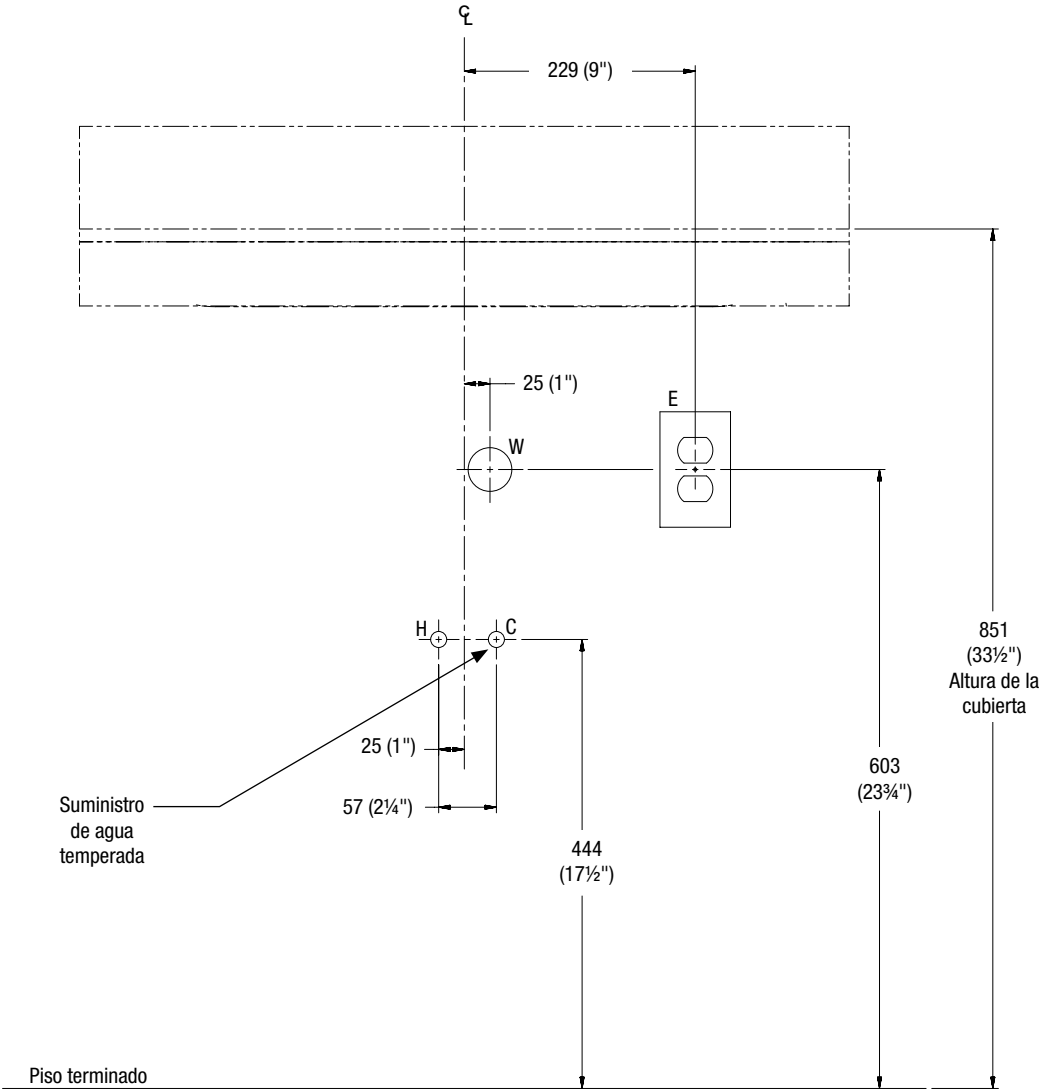 ℄
229 (9")
25 (1")
E
W
H
C
851
(33½")
Altura de la
cubierta
25 (1")
603
(23¾")
57 (2¼")
Suministro
de agua
temperada
444
(17½")
Piso terminado